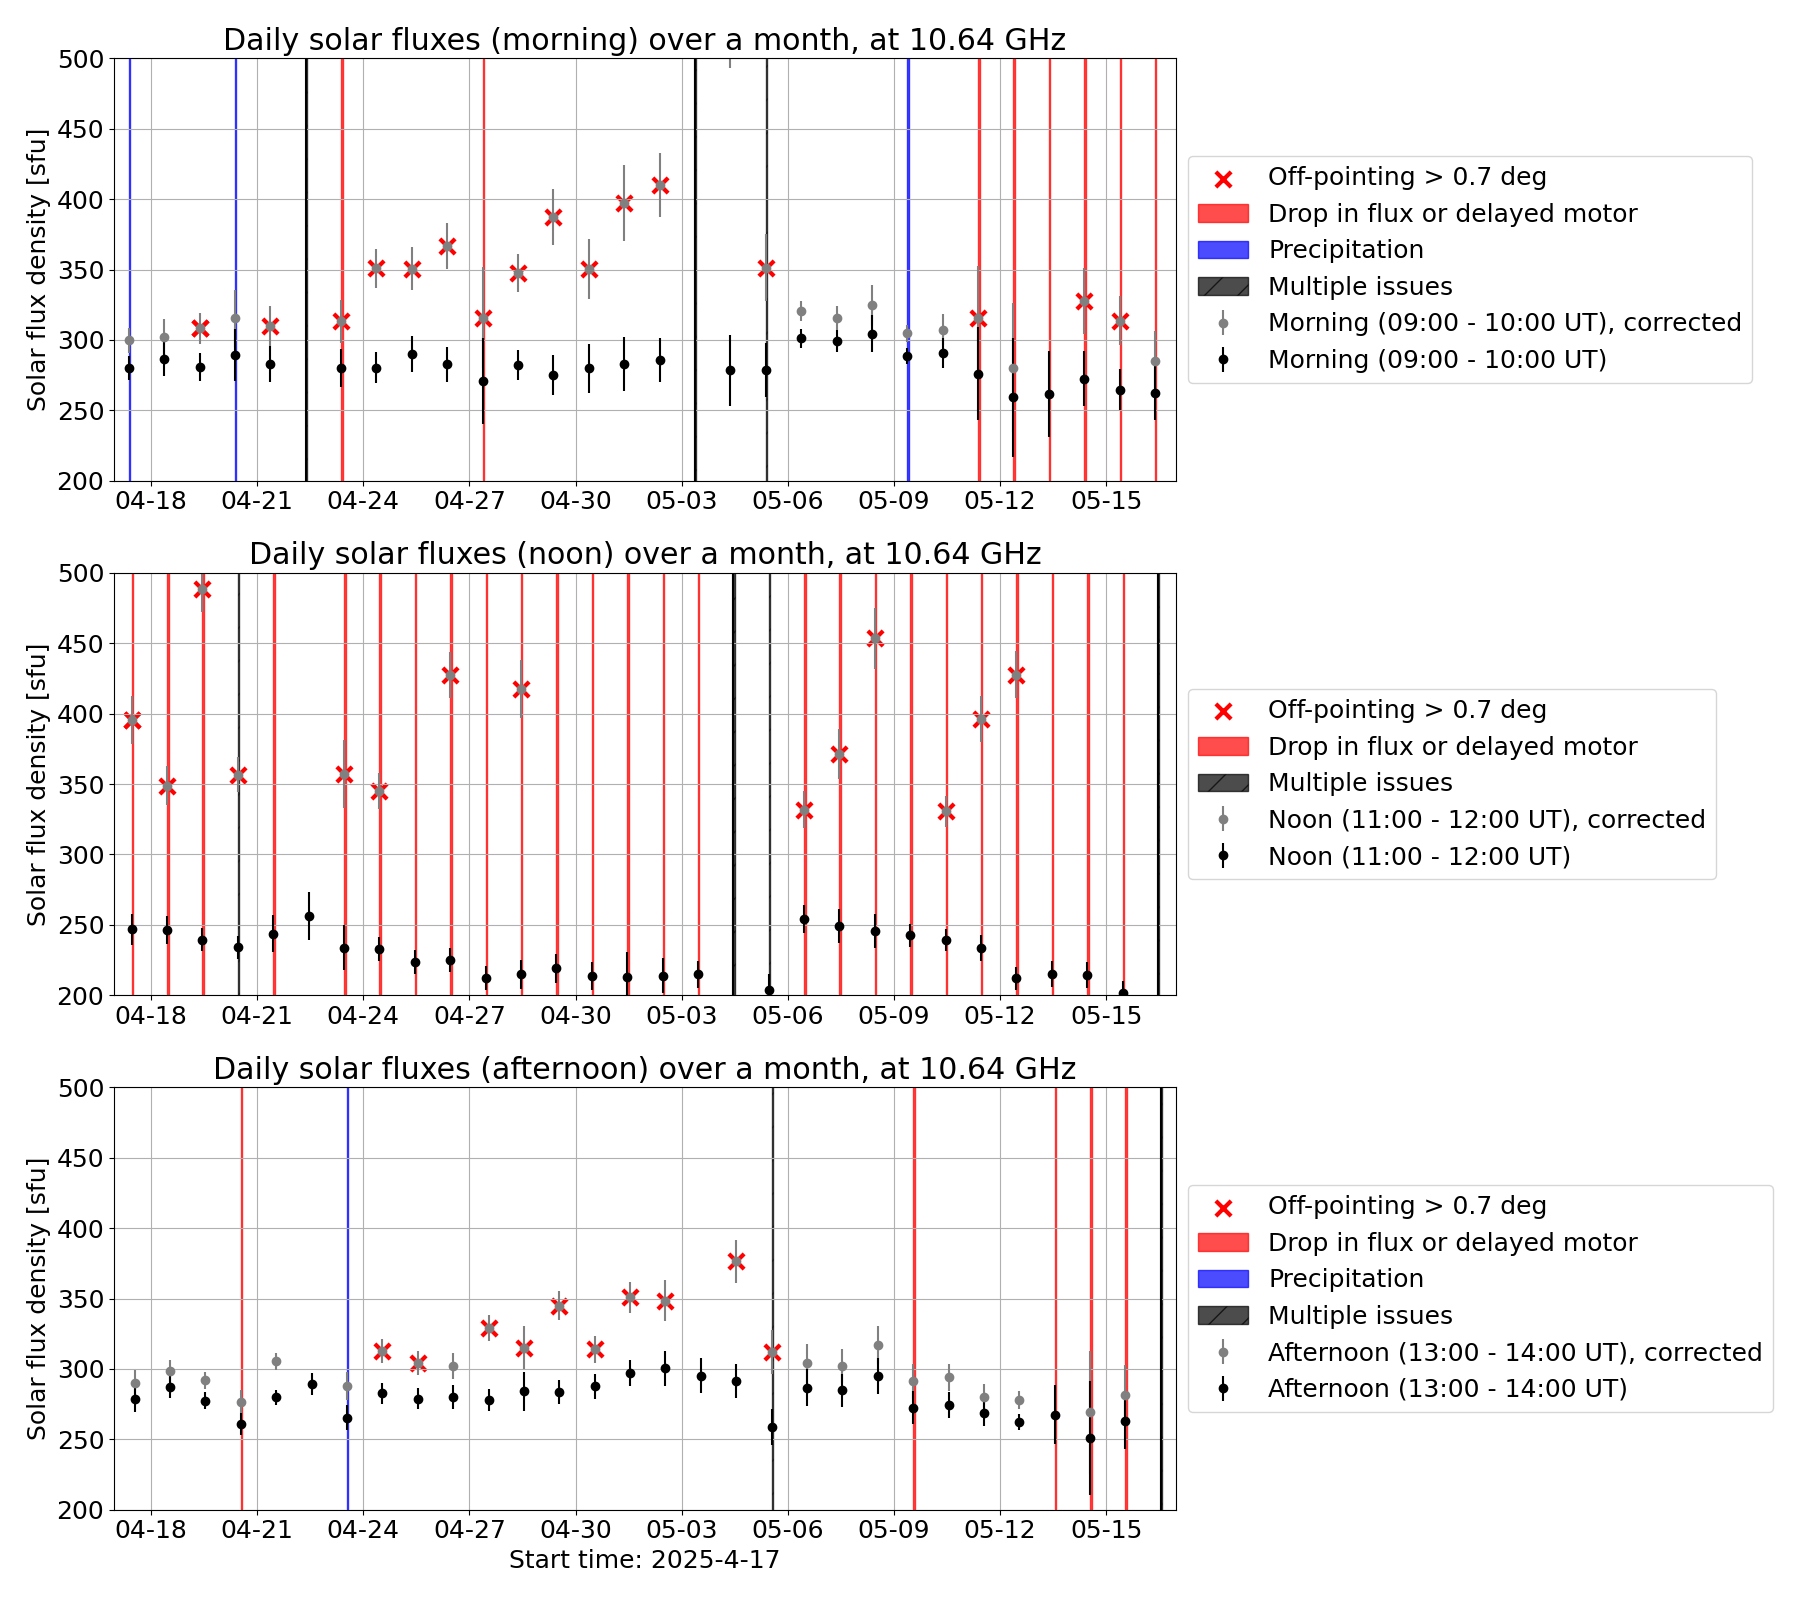 Daily solar fluxes (morning) over a month, at 10.64 GHz
Solar flux density [sfu]
500
450
400
350
300
250
200
04-18 04-21 04-24 04-27 04-30 05-03 05-06 05-09 05-12 05-15
Off-pointing > 0.7 deg
Drop in flux or delayed motor
Precipitation
Multiple issues
Morning (09:00 - 10:00 UT), corrected
Morning (09:00 - 10:00 UT)
Daily solar fluxes (noon) over a month, at 10.64 GHz
Solar flux density [sfu]
500
450
400
350
300
250
200
04-18 04-21 04-24 04-27 04-30 05-03 05-06 05-09 05-12 05-15
Off-pointing > 0.7 deg
Drop in flux or delayed motor
Multiple issues
Noon (11:00 - 12:00 UT), corrected
Noon (11:00 - 12:00 UT)
Daily solar fluxes (afternoon) over a month, at 10.64 GHz
Solar flux density [sfu]
500
450
400
350
300
250
200
04-18 04-21 04-24 04-27 04-30 05-03 05-06 05-09 05-12 05-15
Start time: 2025-4-17
Off-pointing > 0.7 deg
Drop in flux or delayed motor
Precipitation
Multiple issues
Afternoon (13:00 - 14:00 UT), corrected
Afternoon (13:00 - 14:00 UT)